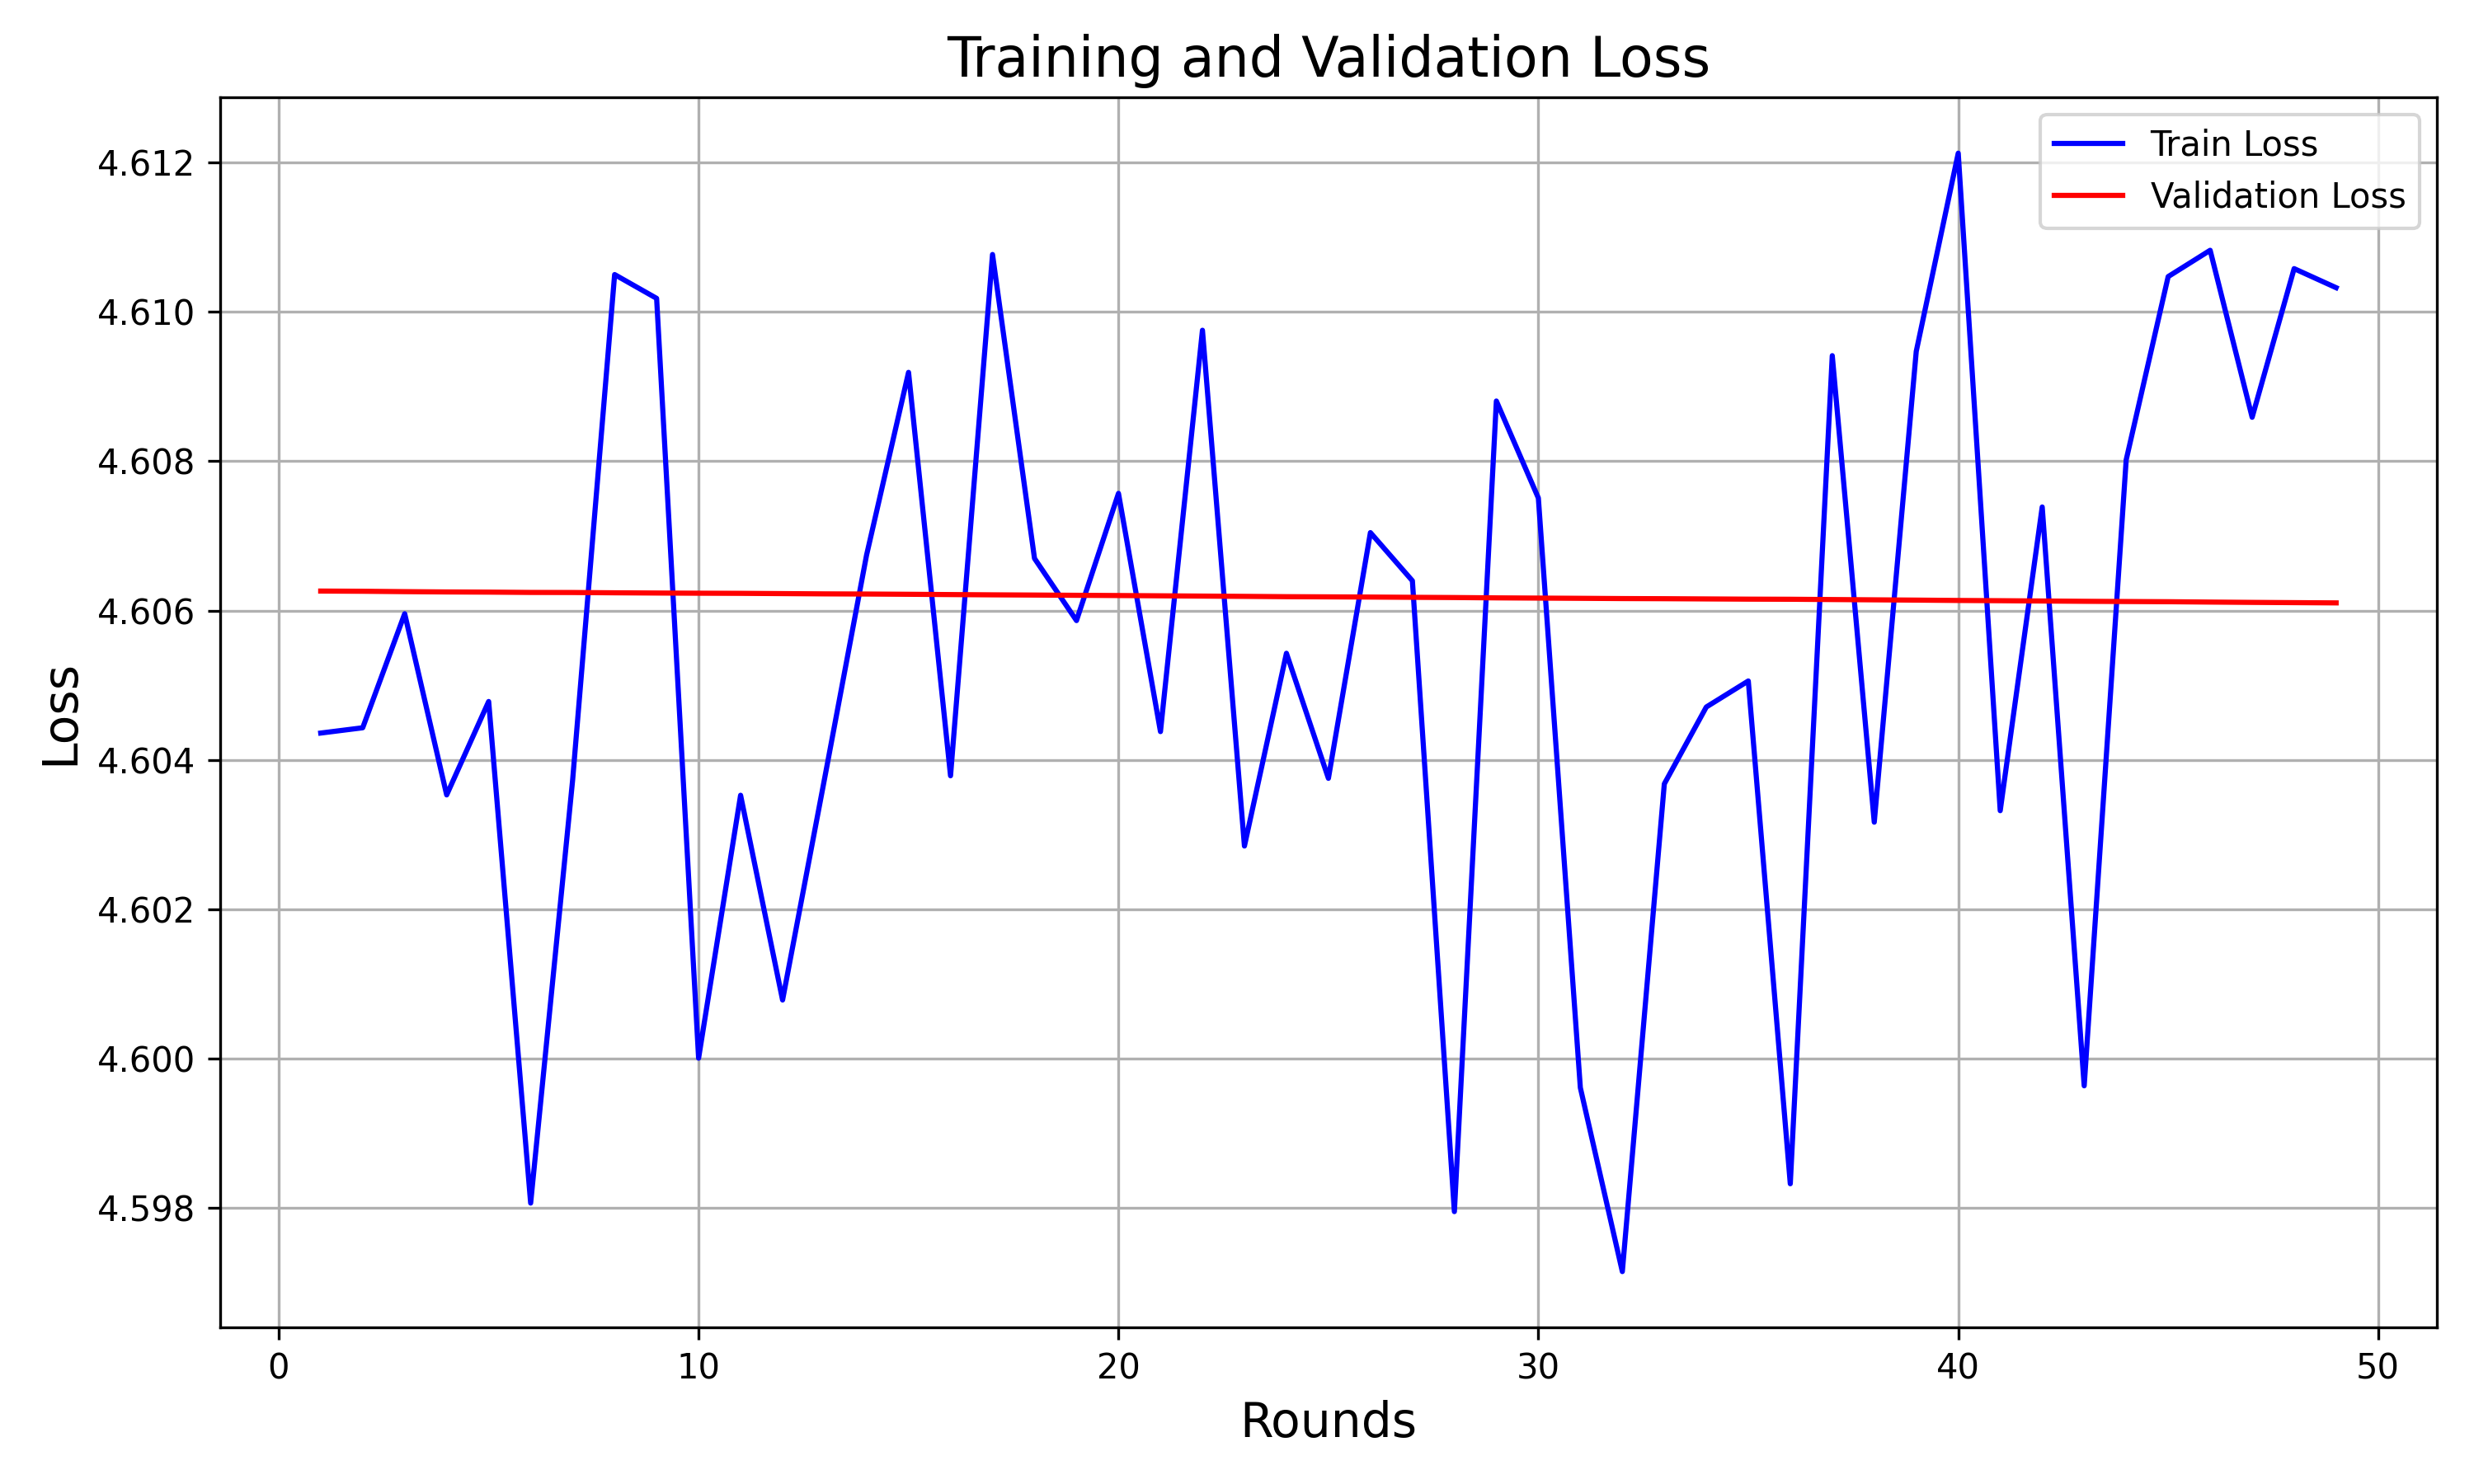 Training and Validation Loss
Train Loss
Validation Loss
4.612
4.610
4.608
4.606
4.604
4.602
4.600
4.598
Loss
0 10 20 30 40 50
Rounds